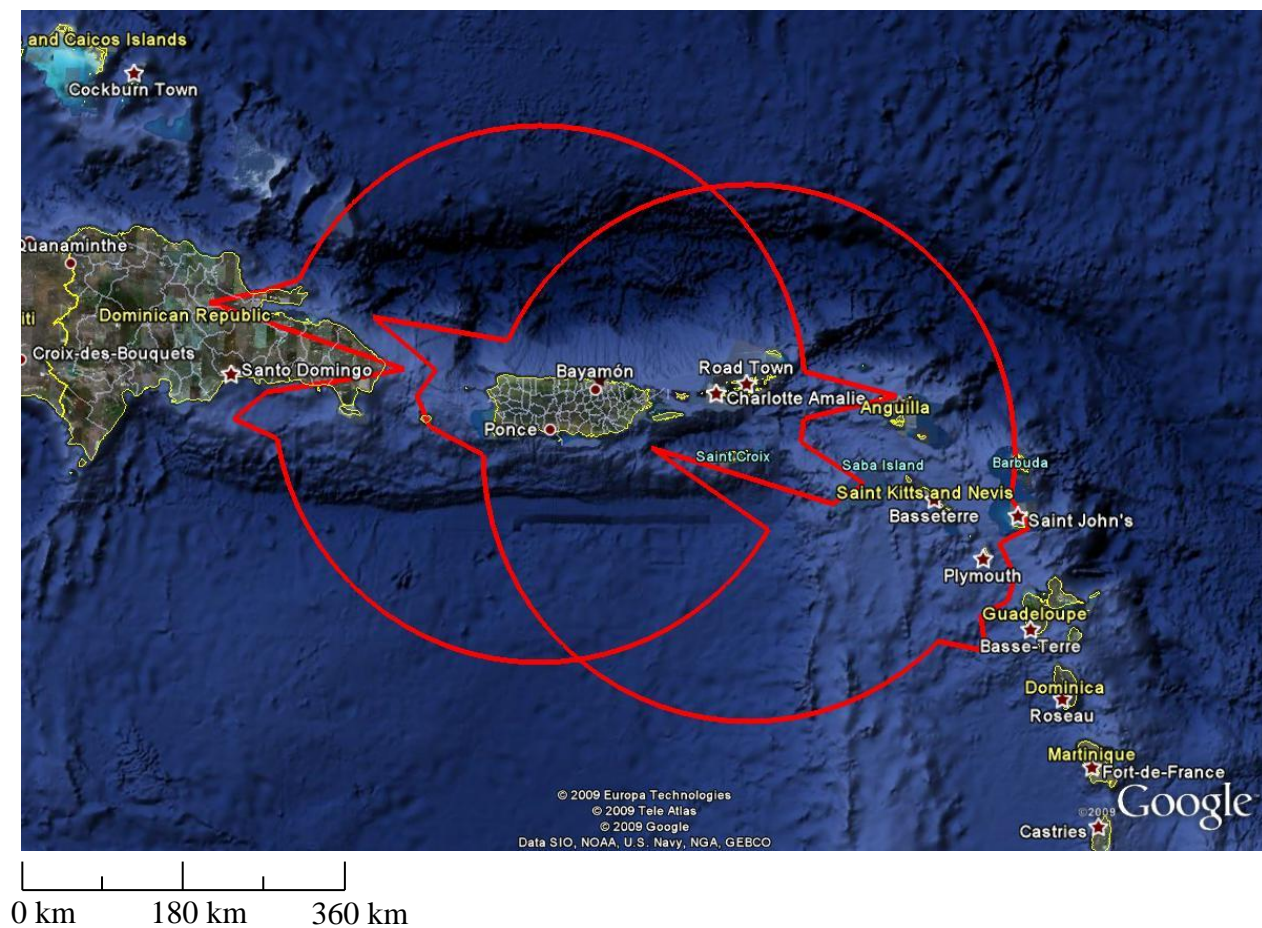 and Caicos Islands
Cockburn Town
Quanaminthe
iti
Dominican Republic
Croix-des-Bouquets
Santo Domingo
Bayamón
Road Town
Charlotte Amalie
Anguilla
Ponce
Saint Croix
Saba Island
Barbuda
Saint Kitts and Nevis
Basseterre
Saint John's
Plymouth
Guadeloupe
Basse-Terre
Dominica
Roseau
Martinique
Fort-de-France
© 2009 Europa Technologies
© 2009 Tele Atlas
© 2009 Google
Data SIO, NOAA, U.S. Navy, NGA, GEBCO
©2009 Google
Castries
0 km 180 km 360 km